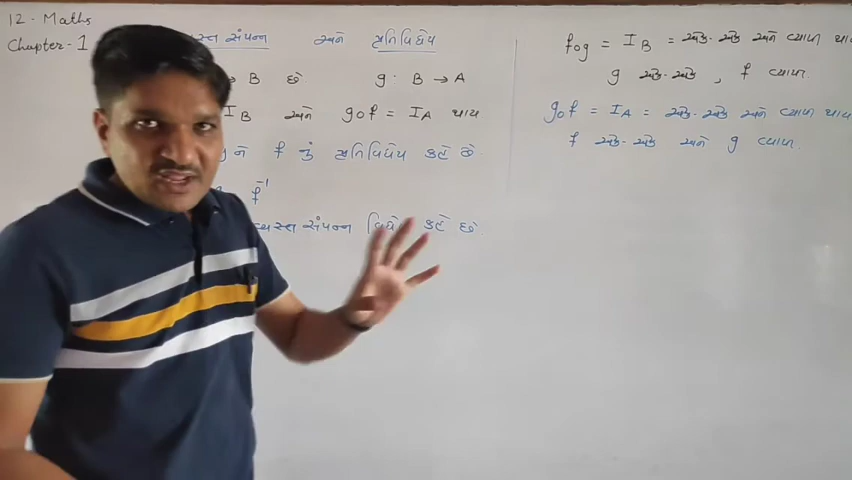 12 - Maths
Chapter - 1
વ્યસ્ત સંપન્ન અને પ્રતિવિધેય
→ B છે g : B → A
I_B અને gof = I_A થાય
g ને f નું પ્રતિવિધેય કહે છે.
f⁻¹
વ્યસ્ત સંપન્ન વિધેય કહે છે.
fog = I_B = એક-એક અને વ્યાપ્ત
g એક-એક , f વ્યાપ્ત.
gof = I_A = એક-એક અને વ્યાપ્ત થાય
f એક-એક અને g વ્યાપ્ત.